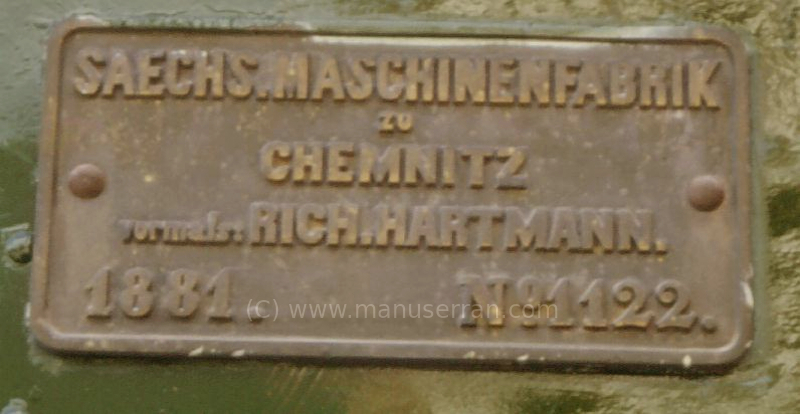 SAECHS. MASCHINENFABRIK
zu
CHEMNITZ
vormals: RICH. HARTMANN.
1881. No 1122.
(C) www.manuserran.com